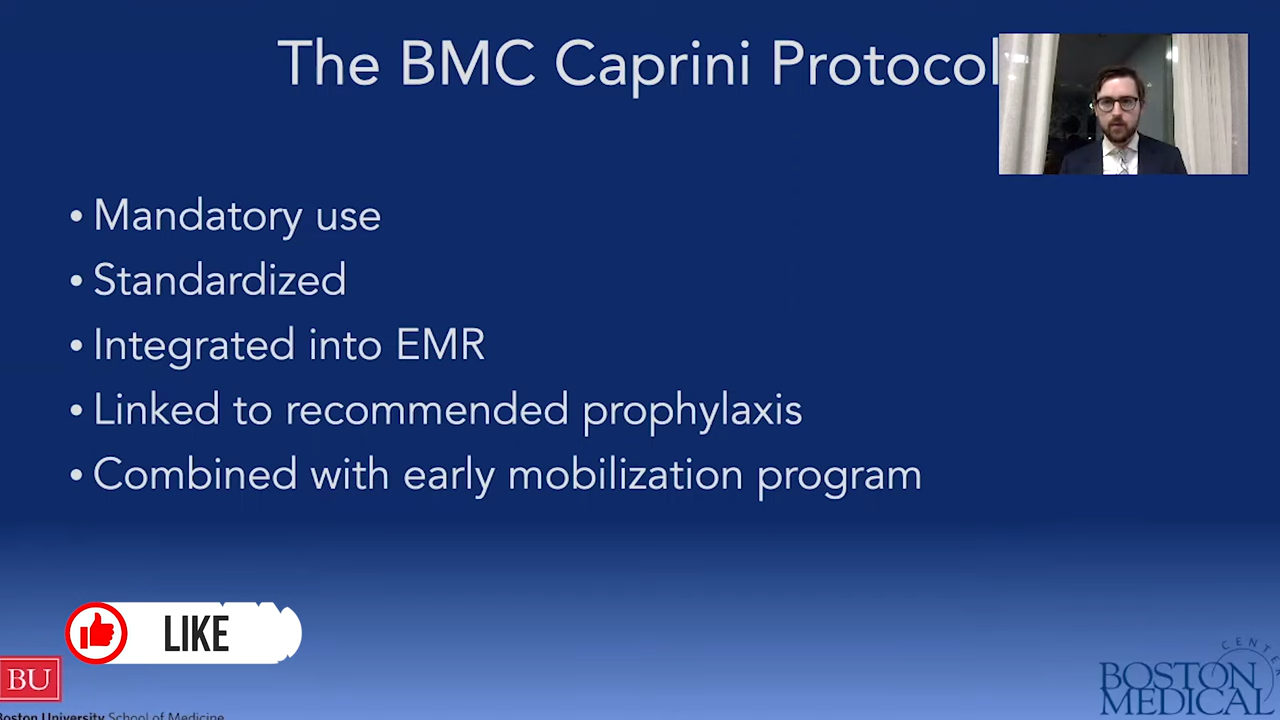 The BMC Caprini Protocol
• Mandatory use
• Standardized
• Integrated into EMR
• Linked to recommended prophylaxis
• Combined with early mobilization program
LIKE
BU
Boston University School of Medicine
BOSTON
MEDICAL
CENTER